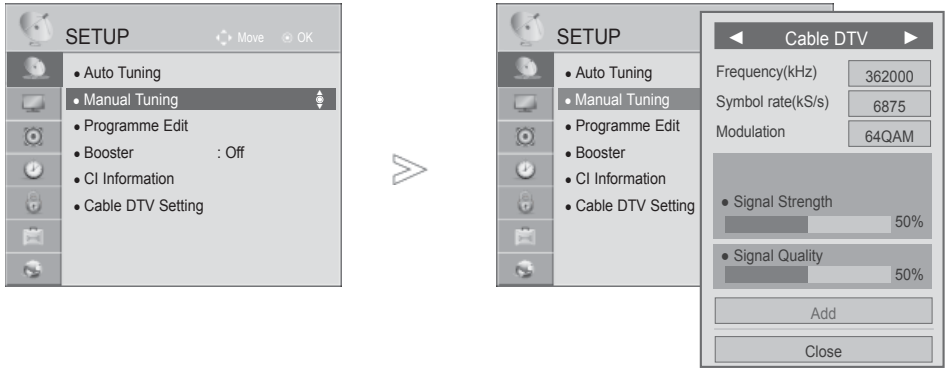 SETUP
Move OK
• Auto Tuning
• Manual Tuning
• Programme Edit
• Booster : Off
• CI Information
• Cable DTV Setting
SETUP
• Auto Tuning
• Manual Tuning
• Programme Edit
• Booster
• CI Information
• Cable DTV Setting
◄ Cable DTV ►
Frequency(kHz) 362000
Symbol rate(kS/s) 6875
Modulation 64QAM
• Signal Strength
50%
• Signal Quality
50%
Add
Close